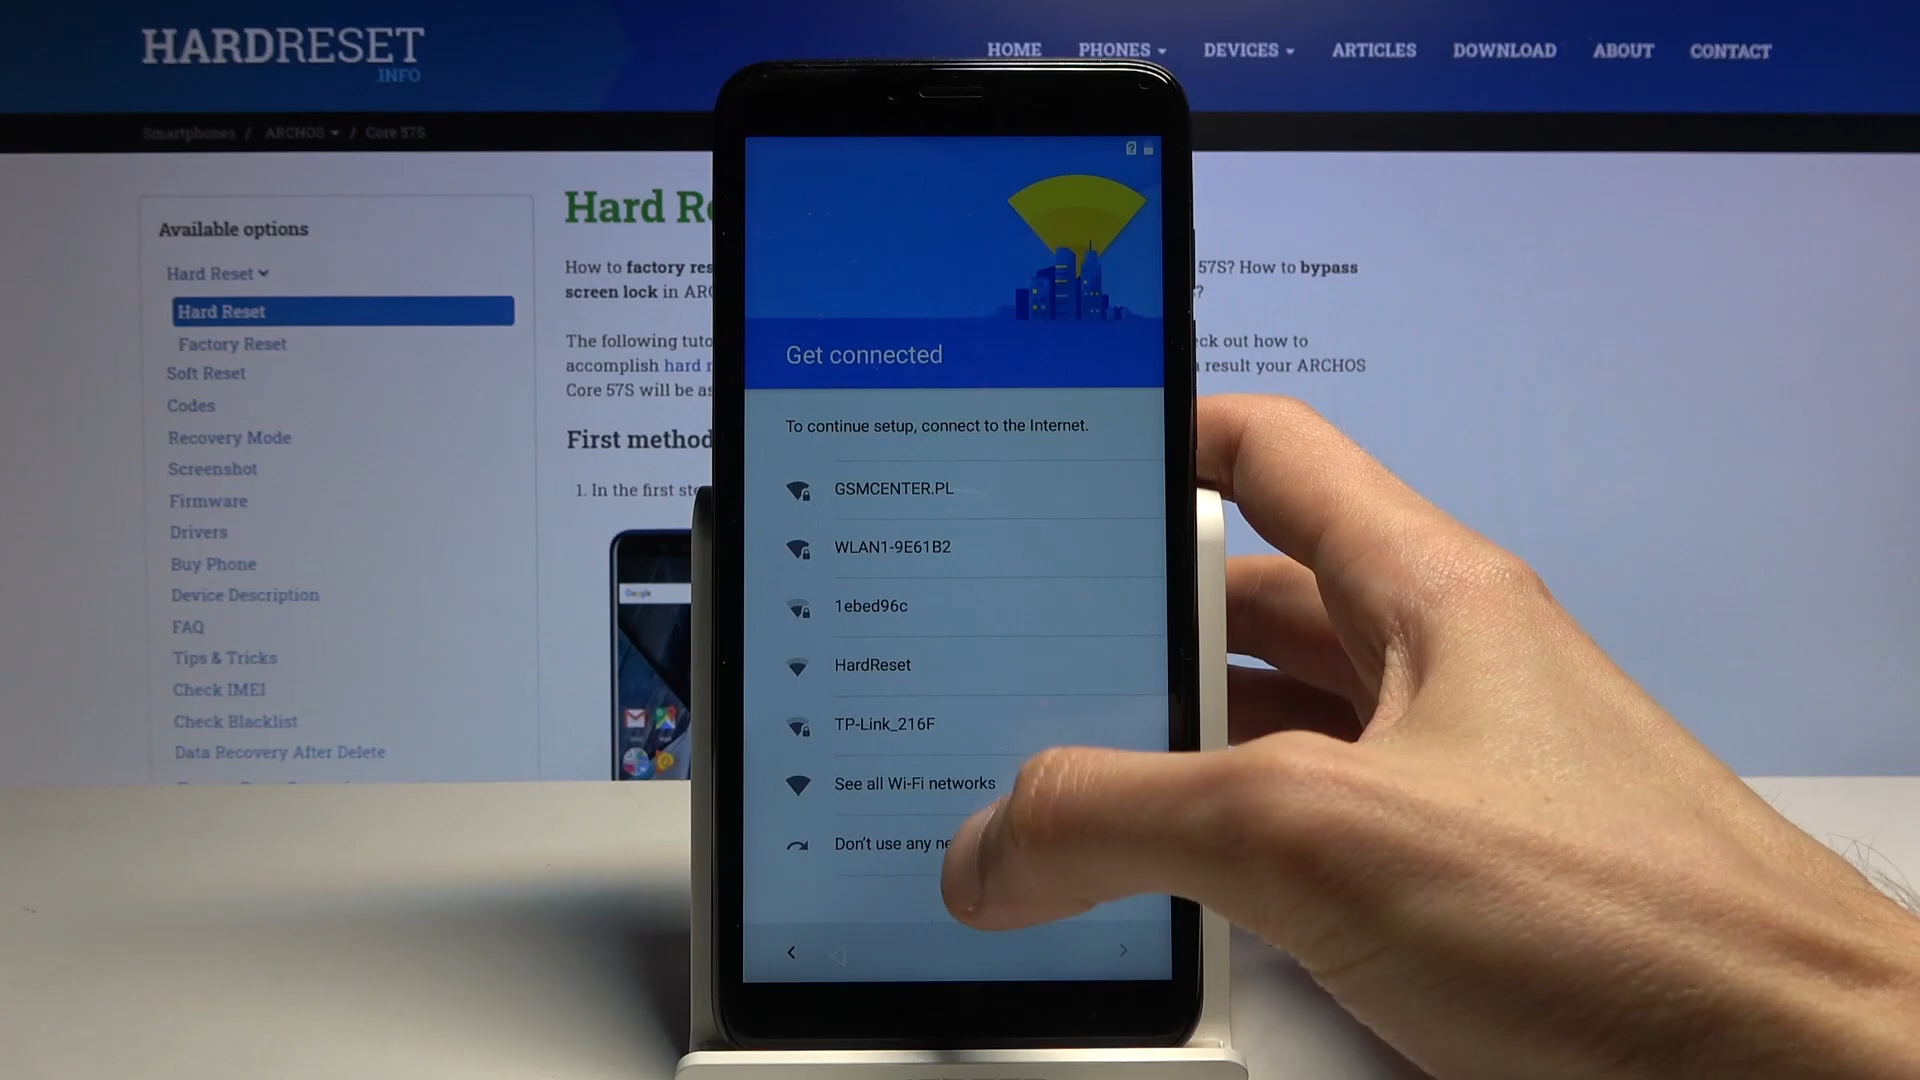 HARDRESET
.INFO
HOME PHONES DEVICES ARTICLES DOWNLOAD ABOUT CONTACT
Smartphones / ARCHOS / Core 57S
Available options
Hard Reset
Hard Reset
Factory Reset
Soft Reset
Codes
Recovery Mode
Screenshot
Firmware
Drivers
Buy Phone
Device Description
FAQ
Tips & Tricks
Check IMEI
Check Blacklist
Data Recovery After Delete
Hard Re
How to factory res
screen lock in ARC
The following tuto
accomplish hard r
Core 57S will be as
First method
1. In the first ste
Google
57S? How to bypass
?
ck out how to
result your ARCHOS
Get connected
To continue setup, connect to the Internet.
GSMCENTER.PL
WLAN1-9E61B2
1ebed96c
HardReset
TP-Link_216F
See all Wi-Fi networks
Don't use any ne